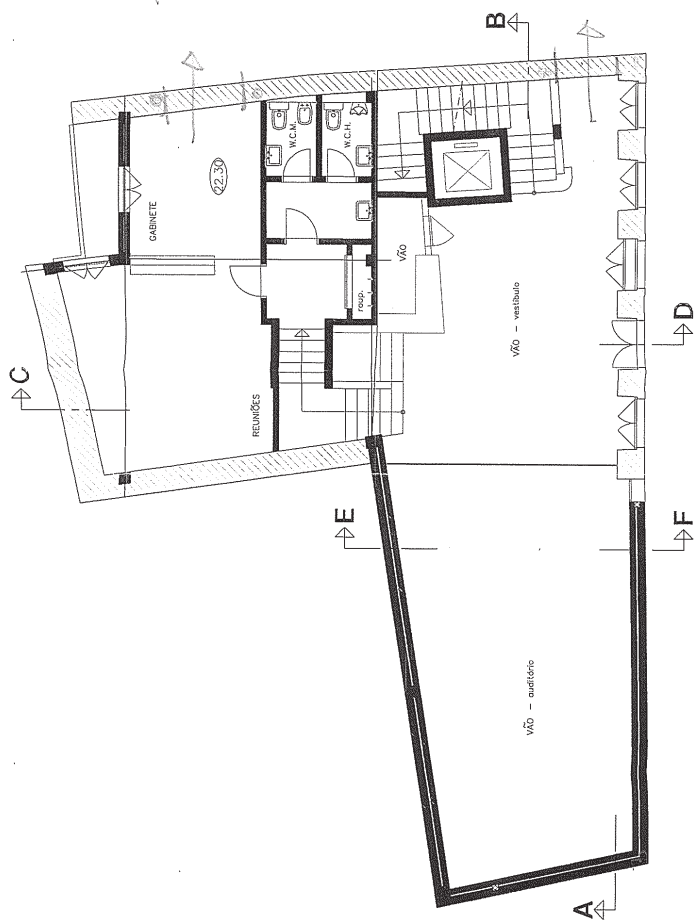 B
GABINETE
22.30
W.C.M.
W.C.H.
VÃO
roup.
VÃO - vestíbulo
D
C
REUNIÕES
E
F
VÃO - auditório
A